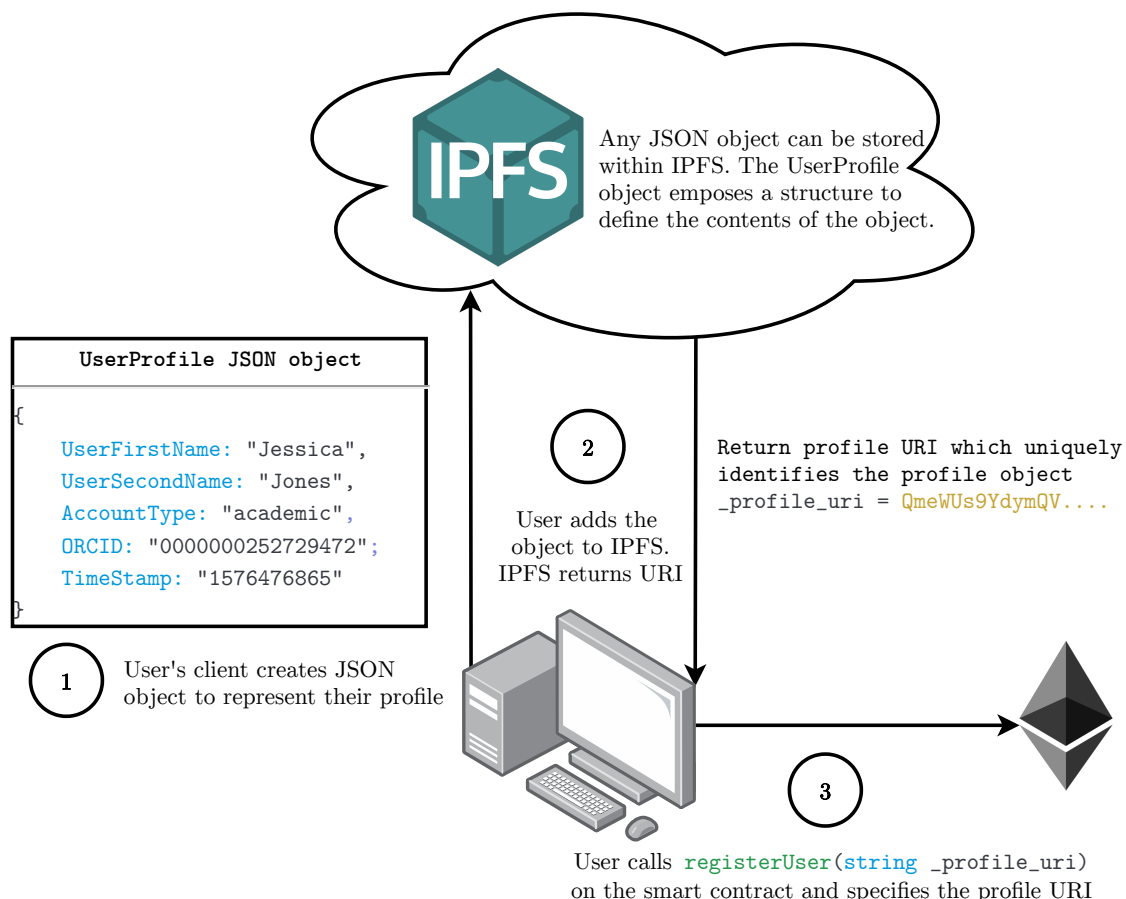 IPFS
Any JSON object can be stored
within IPFS. The UserProfile
object emposes a structure to
define the contents of the object.
UserProfile JSON object
{
UserFirstName: "Jessica",
UserSecondName: "Jones",
AccountType: "academic",
ORCID: "0000000252729472";
TimeStamp: "1576476865"
}
1
User's client creates JSON
object to represent their profile
2
User adds the
object to IPFS.
IPFS returns URI
Return profile URI which uniquely
identifies the profile object
_profile_uri = QmeWUs9YdymQV....
3
User calls registerUser(string _profile_uri)
on the smart contract and specifies the profile URI